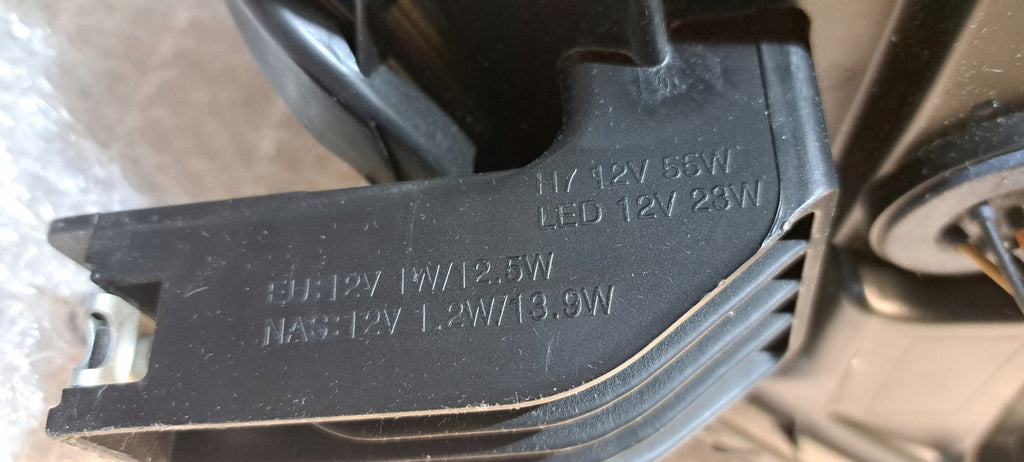 H7 12V 55W
LED 12V 23W
EU:12V 1W/12.5W
NAS:12V 1.2W/13.9W